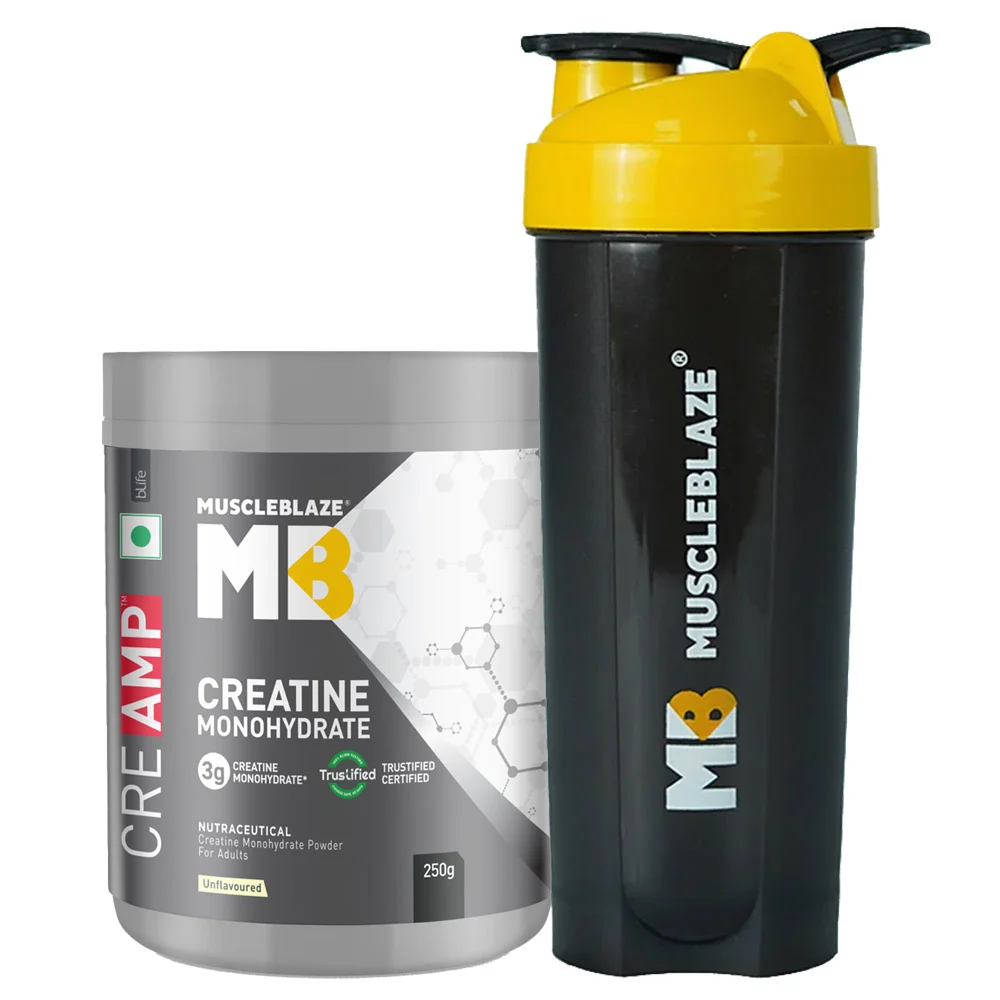 bLife
CRE AMP™
MUSCLEBLAZE®
MB
CREATINE
MONOHYDRATE
3g CREATINE
MONOHYDRATE*
Trustified
TRUSTIFIED
CERTIFIED
NUTRACEUTICAL
Creatine Monohydrate Powder
For Adults
Unflavoured
250g
MB MUSCLEBLAZE®